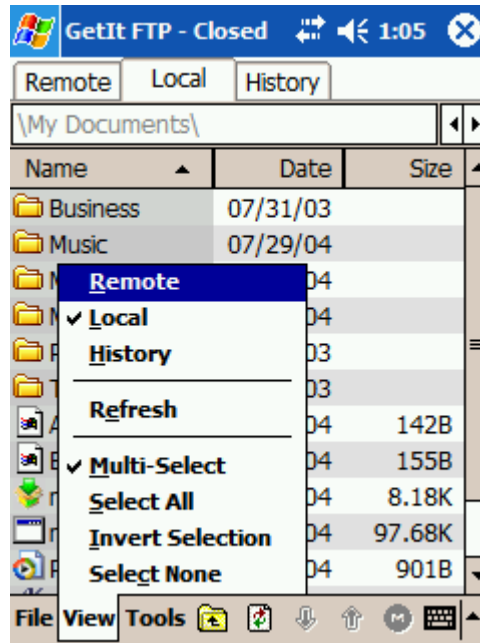 GetIt FTP - Closed 1:05
Remote Local History
\My Documents\
Name Date Size
Business 07/31/03
Music 07/29/04
Remote 04
Local 04
History 03
03
Refresh 04 142B
Multi-Select 04 155B
Select All 04 8.18K
Invert Selection 04 97.68K
Select None 04 901B
File View Tools